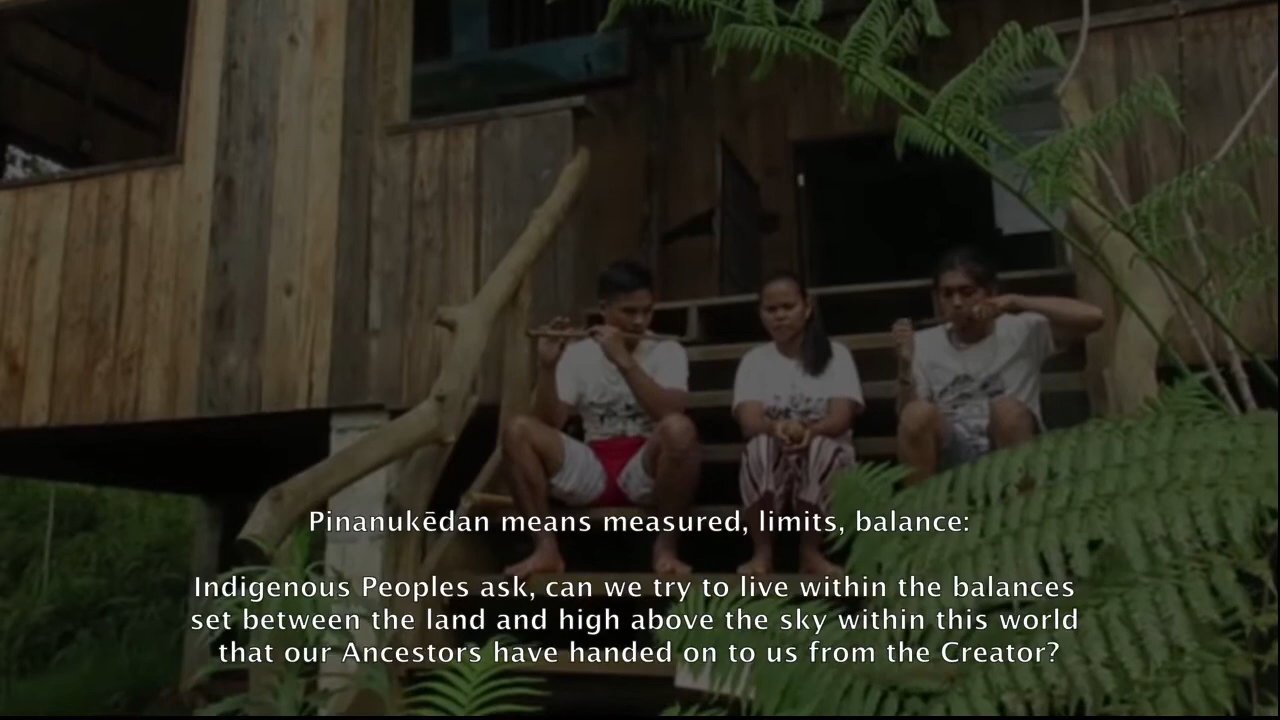 Pinanukēdan means measured, limits, balance:
Indigenous Peoples ask, can we try to live within the balances
set between the land and high above the sky within this world
that our Ancestors have handed on to us from the Creator?